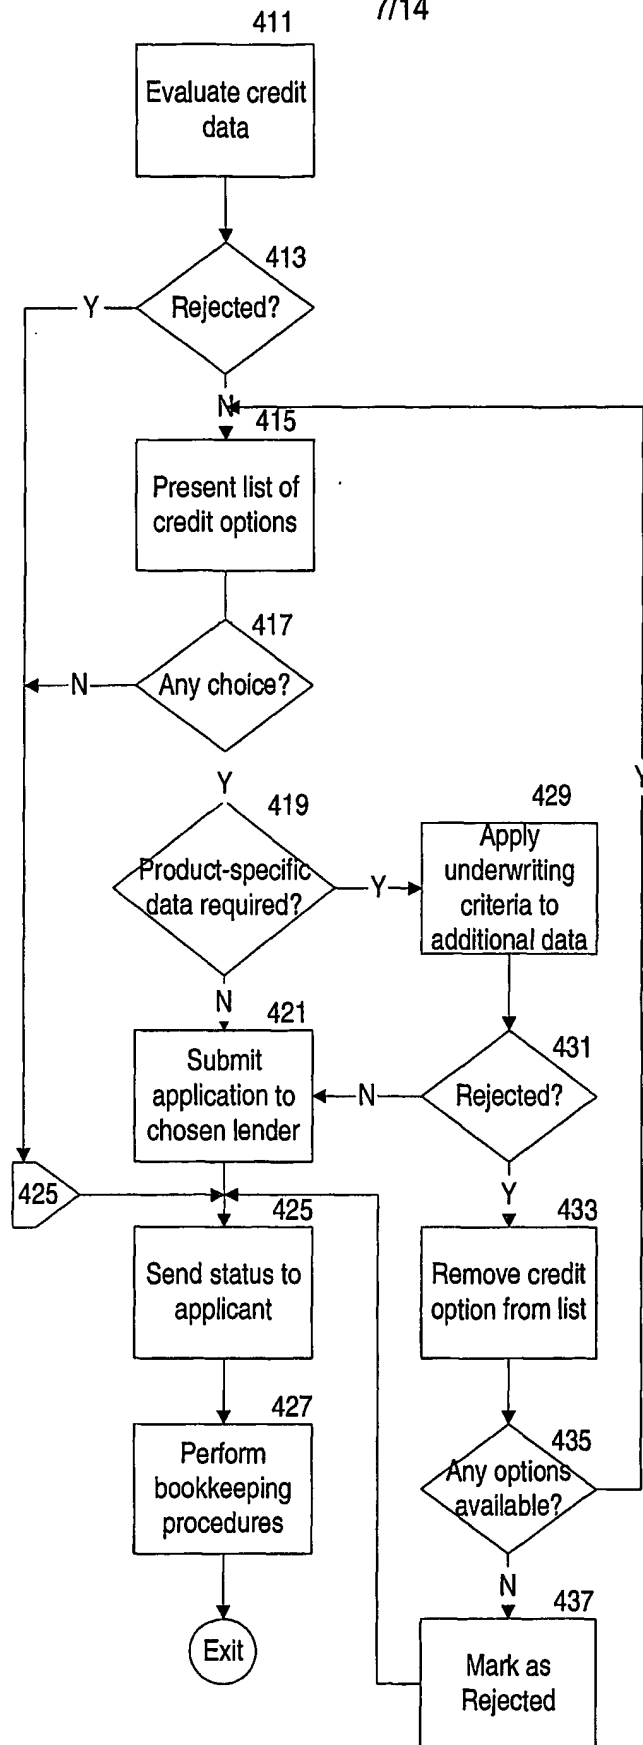 7/14
411
Evaluate credit
data
413
Rejected?
Y
N
415
Present list of
credit options
417
Any choice?
N
Y
419
Product-specific
data required?
Y
429
Apply
underwriting
criteria to
additional data
N
421
Submit
application to
chosen lender
N
431
Rejected?
Y
425
425
Send status to
applicant
433
Remove credit
option from list
427
Perform
bookkeeping
procedures
435
Any options
available?
Y
N
437
Mark as
Rejected
Exit